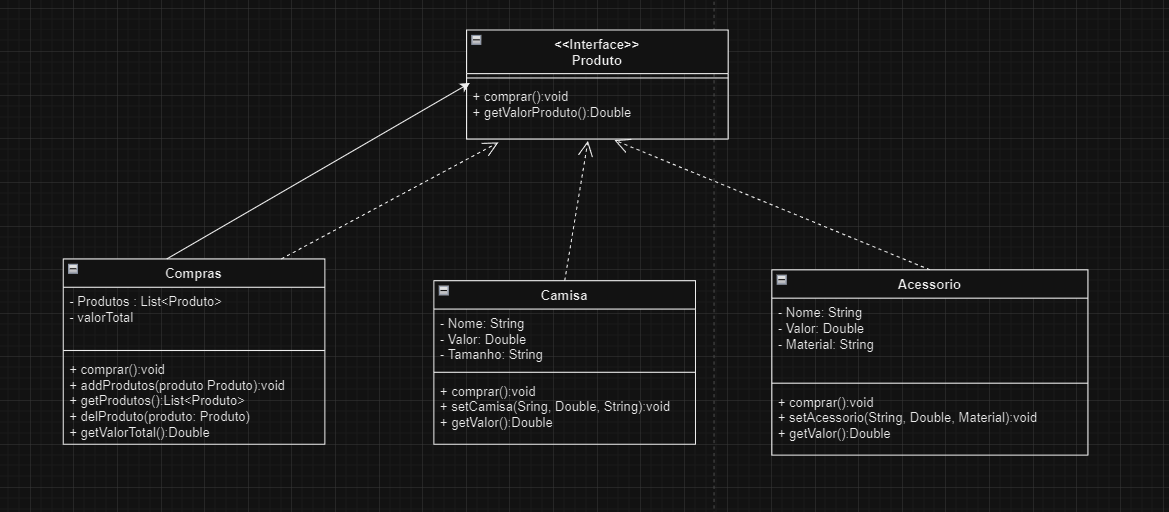 <<Interface>>
Produto
+ comprar():void
+ getValorProduto():Double
Compras
- Produtos : List<Produto>
- valorTotal
+ comprar():void
+ addProdutos(produto Produto):void
+ getProdutos():List<Produto>
+ delProduto(produto: Produto)
+ getValorTotal():Double
Camisa
- Nome: String
- Valor: Double
- Tamanho: String
+ comprar():void
+ setCamisa(Sring, Double, String):void
+ getValor():Double
Acessorio
- Nome: String
- Valor: Double
- Material: String
+ comprar():void
+ setAcessorio(String, Double, Material):void
+ getValor():Double